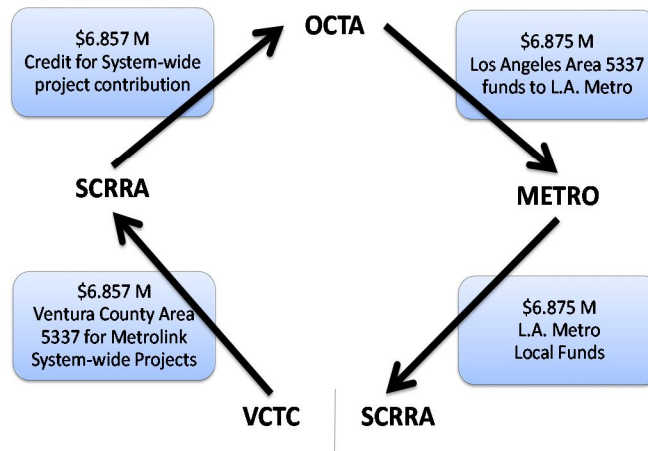 OCTA
$6.857 M
Credit for System-wide
project contribution
$6.875 M
Los Angeles Area 5337
funds to L.A. Metro
SCRRA
METRO
$6.857 M
Ventura County Area
5337 for Metrolink
System-wide Projects
$6.875 M
L.A. Metro
Local Funds
VCTC
SCRRA